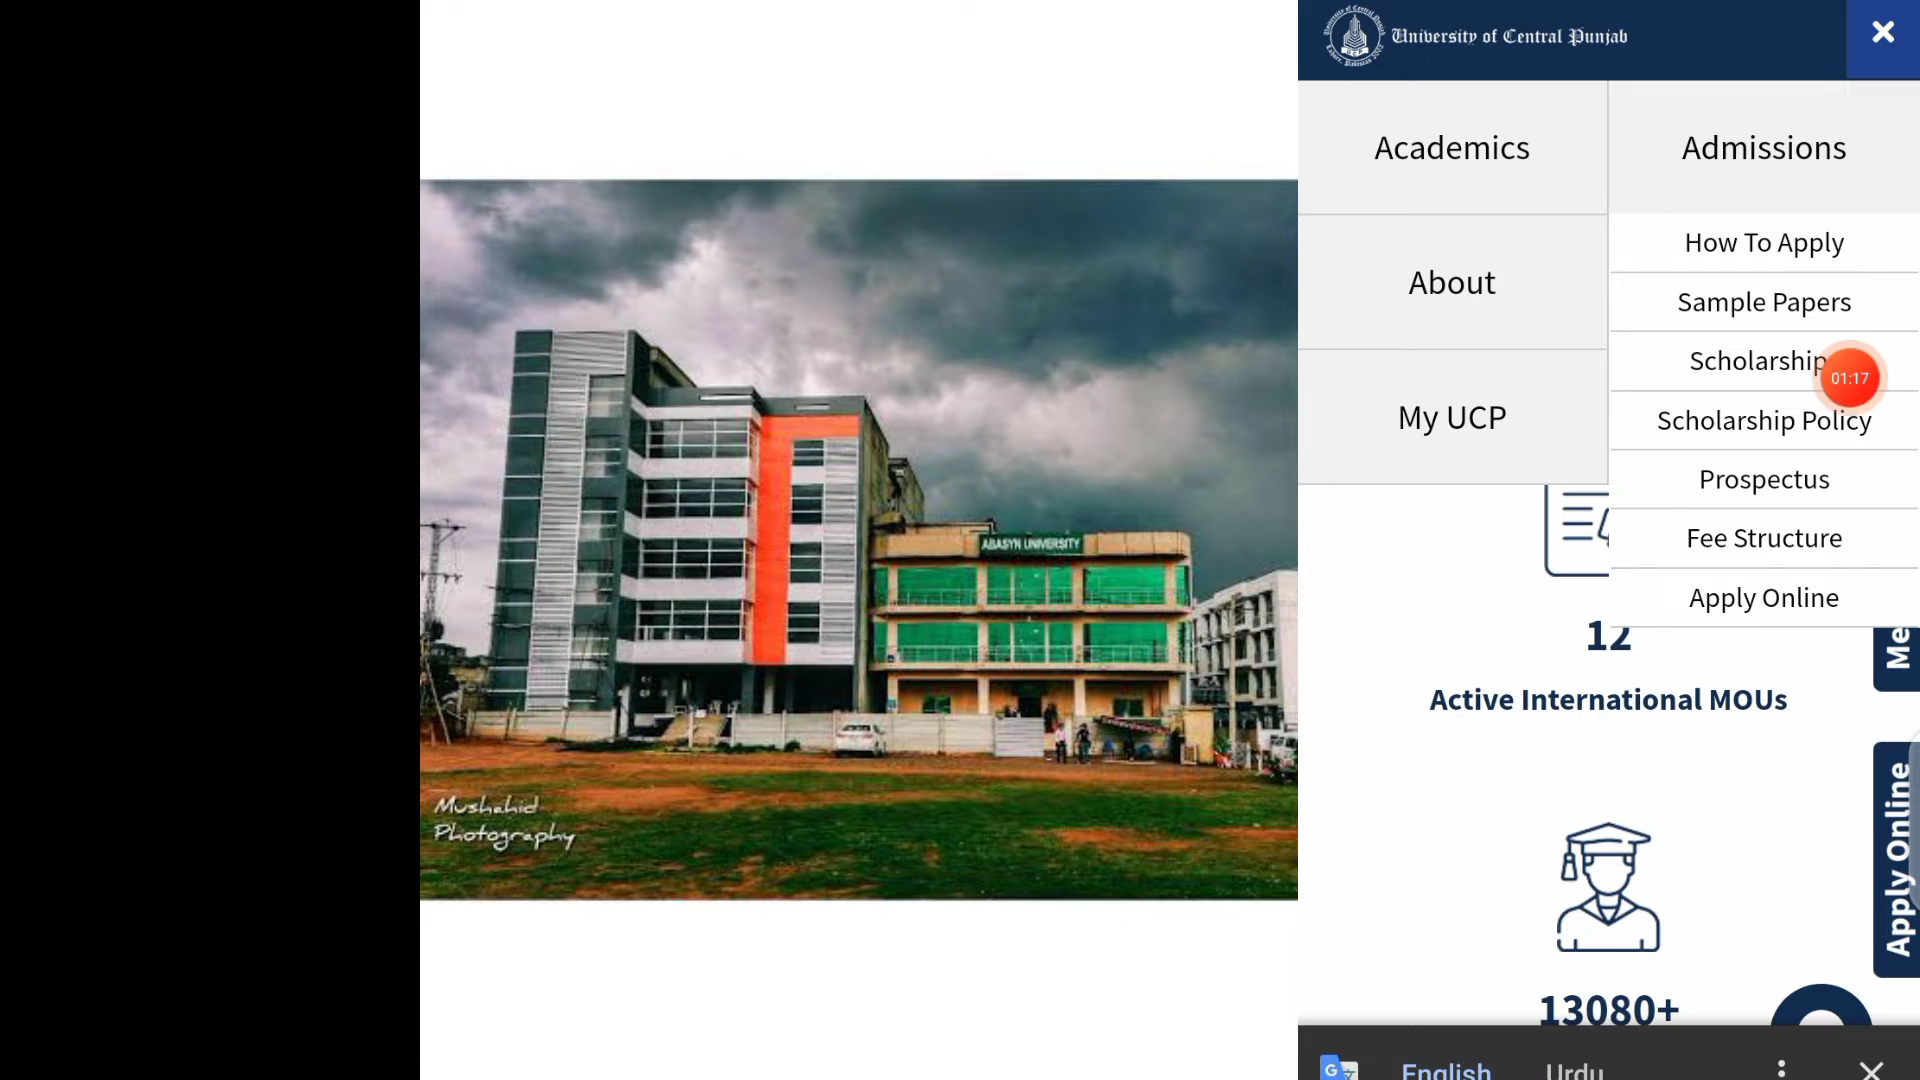 University of Central Punjab
Academics
Admissions
How To Apply
About
Sample Papers
Scholarship
01:17
My UCP
Scholarship Policy
Prospectus
Fee Structure
ABASYN UNIVERSITY
Apply Online
12
Me
Active International MOUs
Mushahid
Photography
Apply Online
13080+
English
Urdu